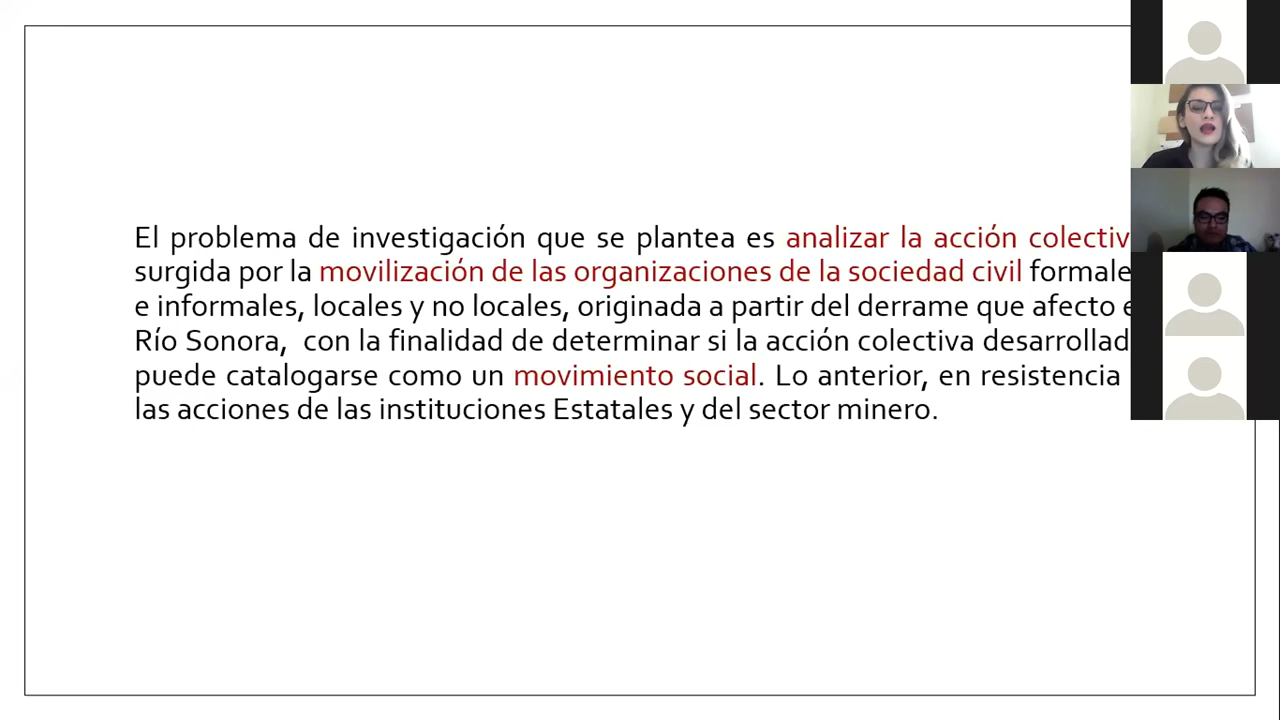 El problema de investigación que se plantea es analizar la acción colectiv
surgida por la movilización de las organizaciones de la sociedad civil formale
e informales, locales y no locales, originada a partir del derrame que afecto e
Río Sonora, con la finalidad de determinar si la acción colectiva desarrollad
puede catalogarse como un movimiento social. Lo anterior, en resistencia
las acciones de las instituciones Estatales y del sector minero.